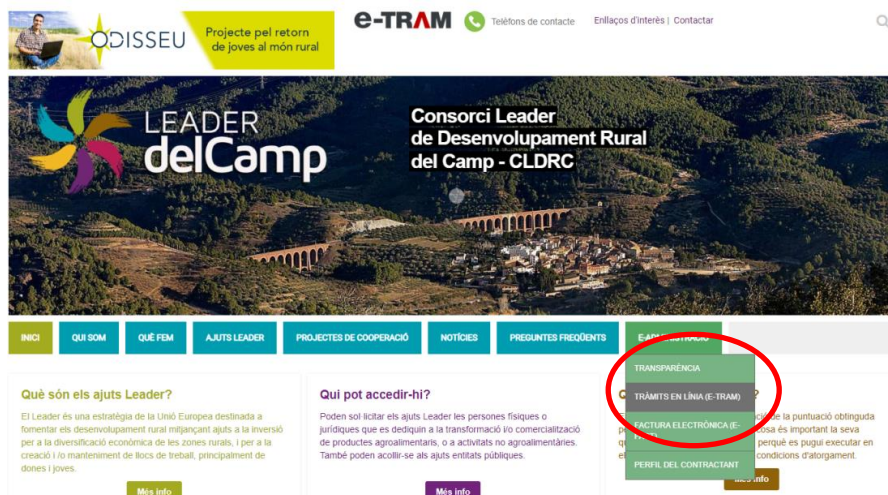 ODISSEU
Projecte pel retorn
de joves al món rural
e-TRAM
Telèfons de contacte
Enllaços d'interès | Contactar
LEADER
delCamp
Consorci Leader
de Desenvolupament Rural
del Camp - CLDRC
INICI
QUI SOM
QUÈ FEM
AJUTS LEADER
PROJECTES DE COOPERACIÓ
NOTÍCIES
PREGUNTES FREQÜENTS
E-ADMINISTRACIÓ
TRANSPARÈNCIA
TRÀMITS EN LÍNIA (E-TRAM)
FACTURA ELECTRÒNICA (E-
FACT)
PERFIL DEL CONTRACTANT
Què són els ajuts Leader?
El Leader és una estratègia de la Unió Europea destinada a
fomentar els desenvolupament rural mitjançant ajuts a la inversió
per a la diversificació econòmica de les zones rurals, i per a la
creació i /o manteniment de llocs de treball, principalment de
dones i joves.
Més info
Qui pot accedir-hi?
Poden sol·licitar els ajuts Leader les persones físiques o
jurídiques que es dediquin a la transformació i/o comercialització
de productes agroalimentaris, o a activitats no agroalimentàries.
També poden acollir-se als ajuts entitats públiques.
Més info
de la puntuació obtinguda
cosa és important la seva
perquè es pugui executar en
condicions d'atorgament.
Més info